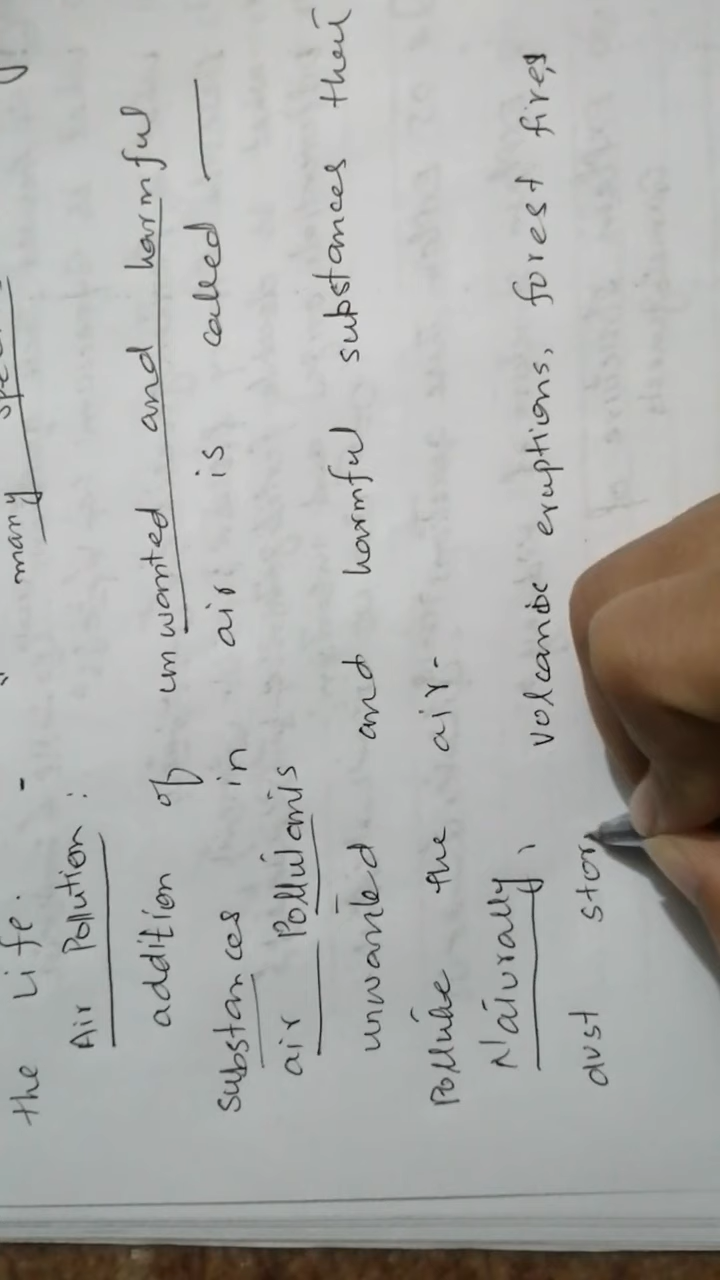 the Life. - " many
Air Pollution :
addition of unwanted and harmful
substances in air is called —
air Pollutants
unwanted and harmful substances that
Pollute the air.
Naturally, volcanic eruptions, forest fires
dust stor